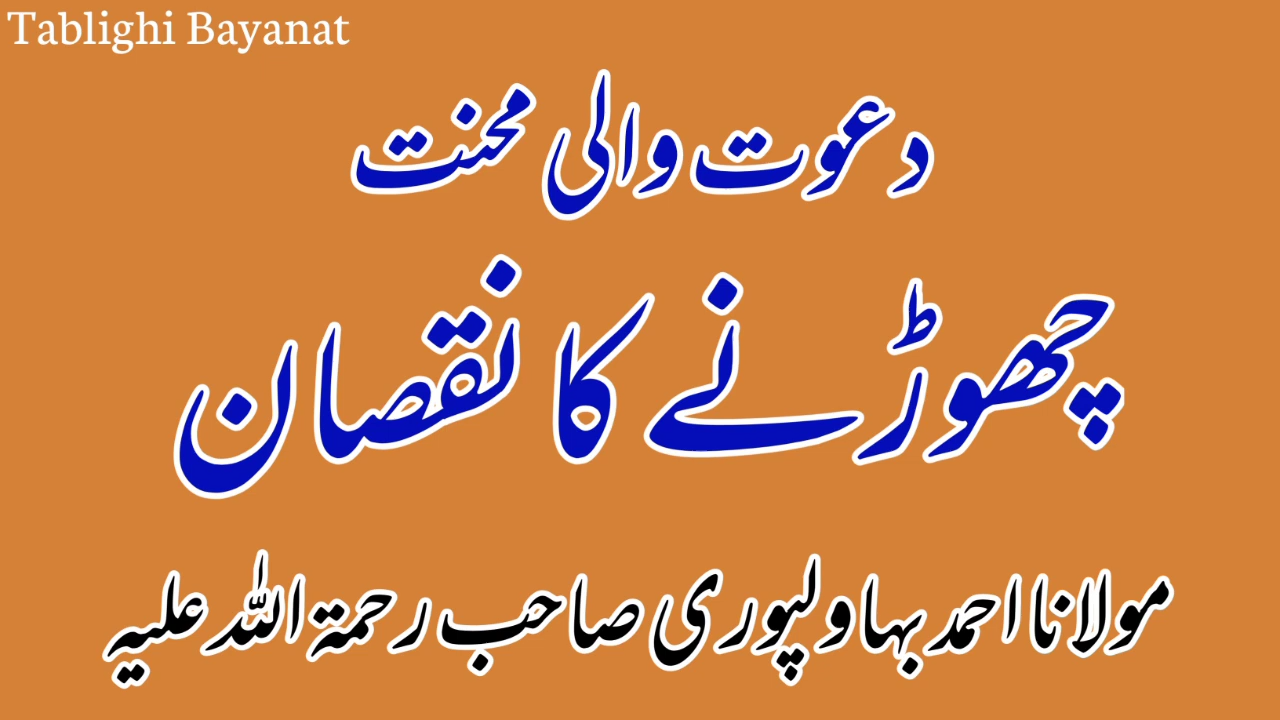 Tablighi Bayanat
دعوت والی محنت
چھوڑنے کا نقصان
مولانا احمد بہاولپوری صاحب رحمۃ اللہ علیہ